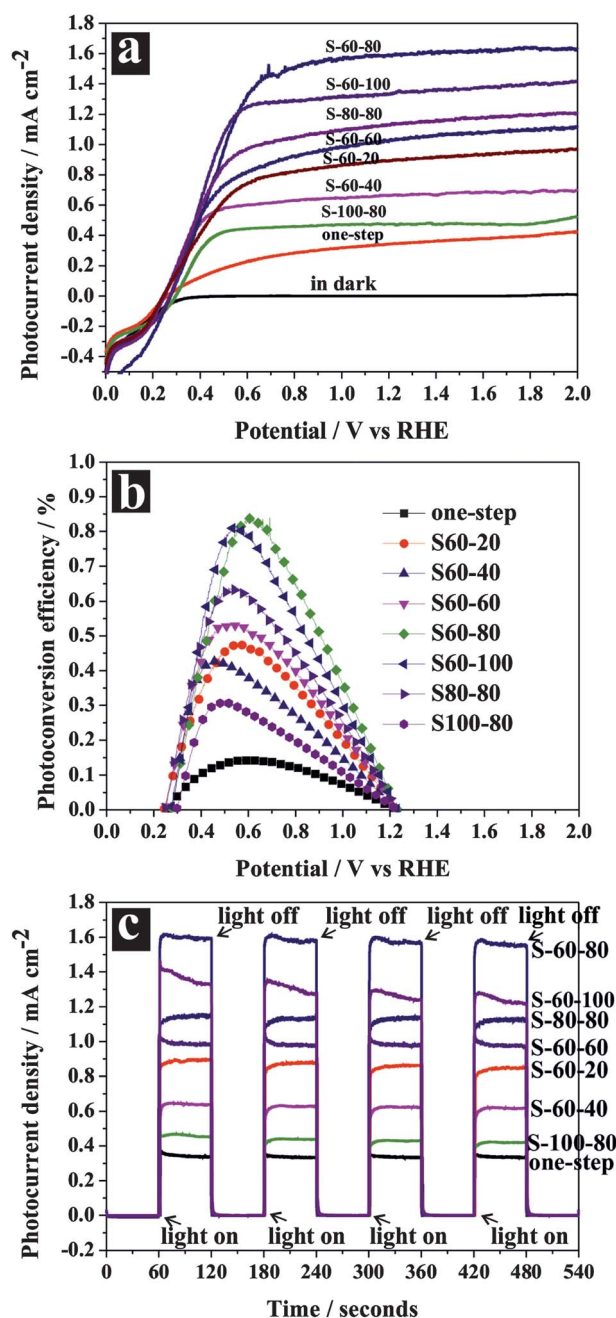 a
Photocurrent density / mA cm⁻²
1.8
1.6
1.4
1.2
1.0
0.8
0.6
0.4
0.2
0.0
-0.2
-0.4
S-60-80
S-60-100
S-80-80
S-60-60
S-60-20
S-60-40
S-100-80
one-step
in dark
0.0 0.2 0.4 0.6 0.8 1.0 1.2 1.4 1.6 1.8 2.0
Potential / V vs RHE
b
Photoconversion efficiency / %
1.0
0.9
0.8
0.7
0.6
0.5
0.4
0.3
0.2
0.1
0.0
one-step
S60-20
S60-40
S60-60
S60-80
S60-100
S80-80
S100-80
0.0 0.2 0.4 0.6 0.8 1.0 1.2 1.4 1.6 1.8 2.0
Potential / V vs RHE
c
Photocurrent density / mA cm⁻²
1.8
1.6
1.4
1.2
1.0
0.8
0.6
0.4
0.2
0.0
-0.2
light off light off light off light off
S-60-80
S-60-100
S-80-80
S-60-60
S-60-20
S-60-40
S-100-80
one-step
light on light on light on light on
0 60 120 180 240 300 360 420 480 540
Time / seconds